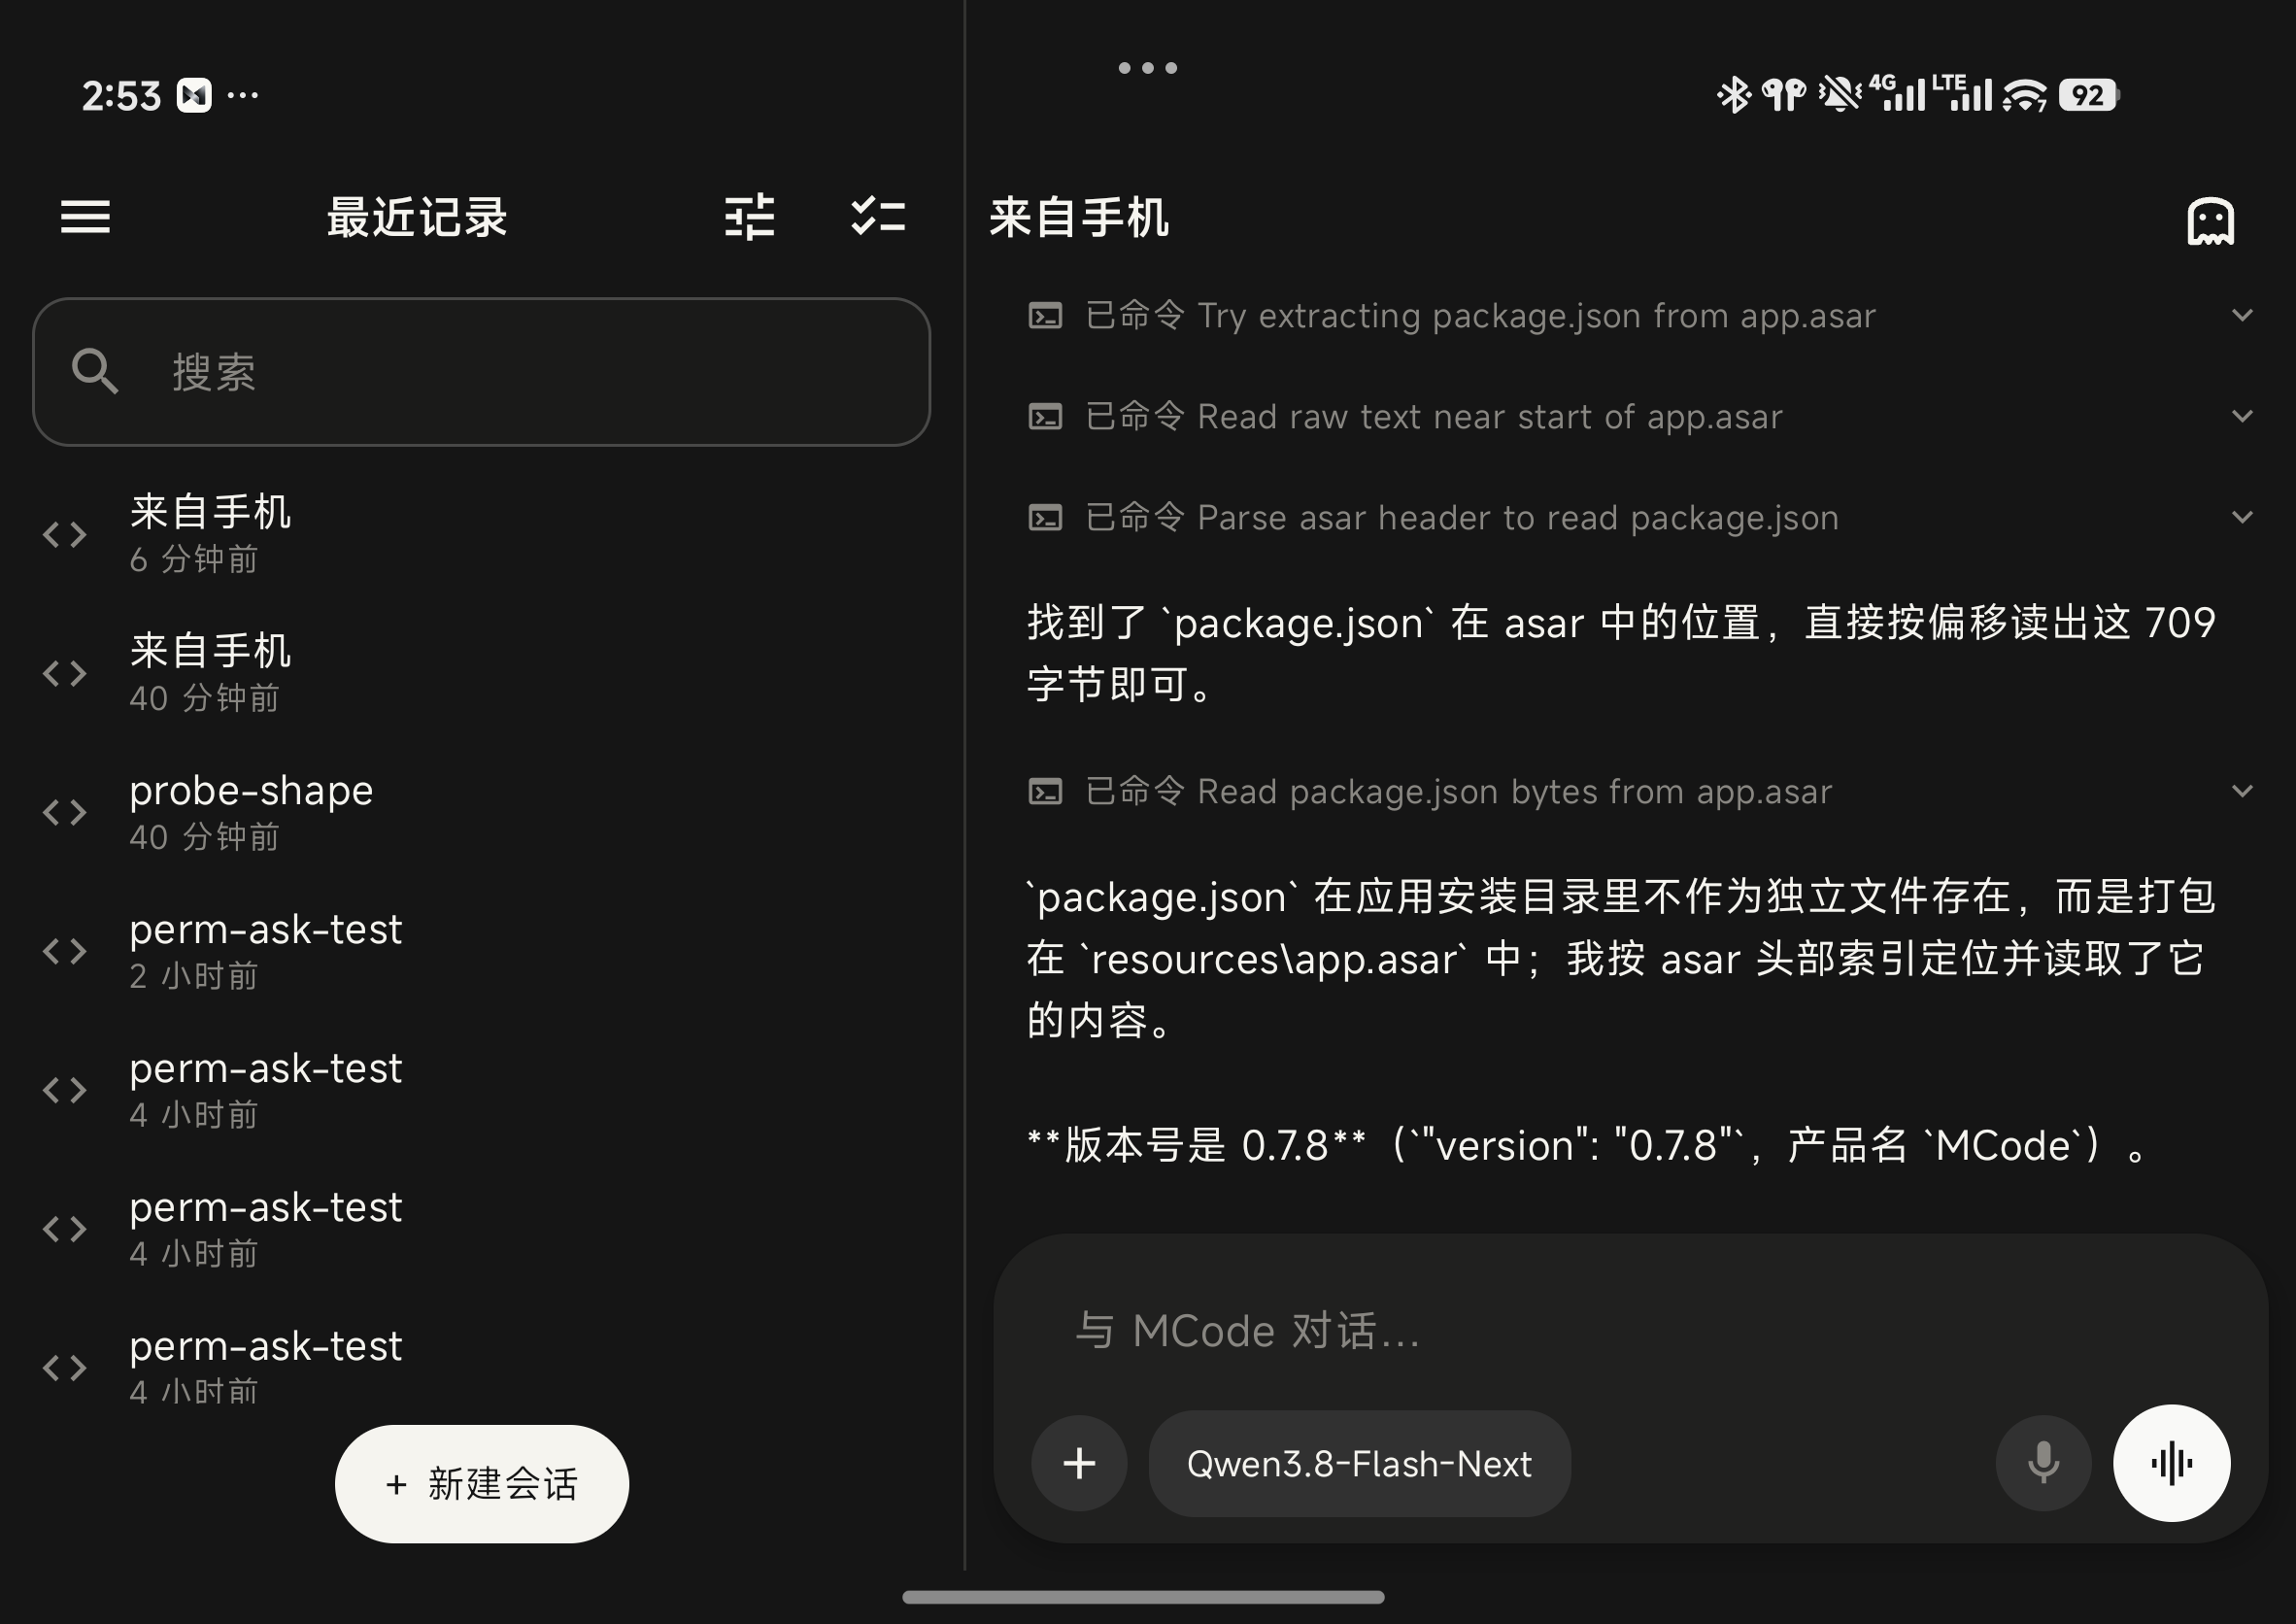 2:53 ···
4G LTE 7 92
最近记录
搜索
来自手机
6 分钟前
来自手机
40 分钟前
probe-shape
40 分钟前
perm-ask-test
2 小时前
perm-ask-test
4 小时前
perm-ask-test
4 小时前
perm-ask-test
4 小时前
+ 新建会话
来自手机
已命令 Try extracting package.json from app.asar
已命令 Read raw text near start of app.asar
已命令 Parse asar header to read package.json
找到了 `package.json` 在 asar 中的位置，直接按偏移读出这 709
字节即可。
已命令 Read package.json bytes from app.asar
`package.json` 在应用安装目录里不作为独立文件存在，而是打包
在 `resources\app.asar` 中；我按 asar 头部索引定位并读取了它
的内容。
**版本号是 0.7.8**（`"version": "0.7.8"`，产品名 `MCode`）。
与 MCode 对话...
Qwen3.8-Flash-Next